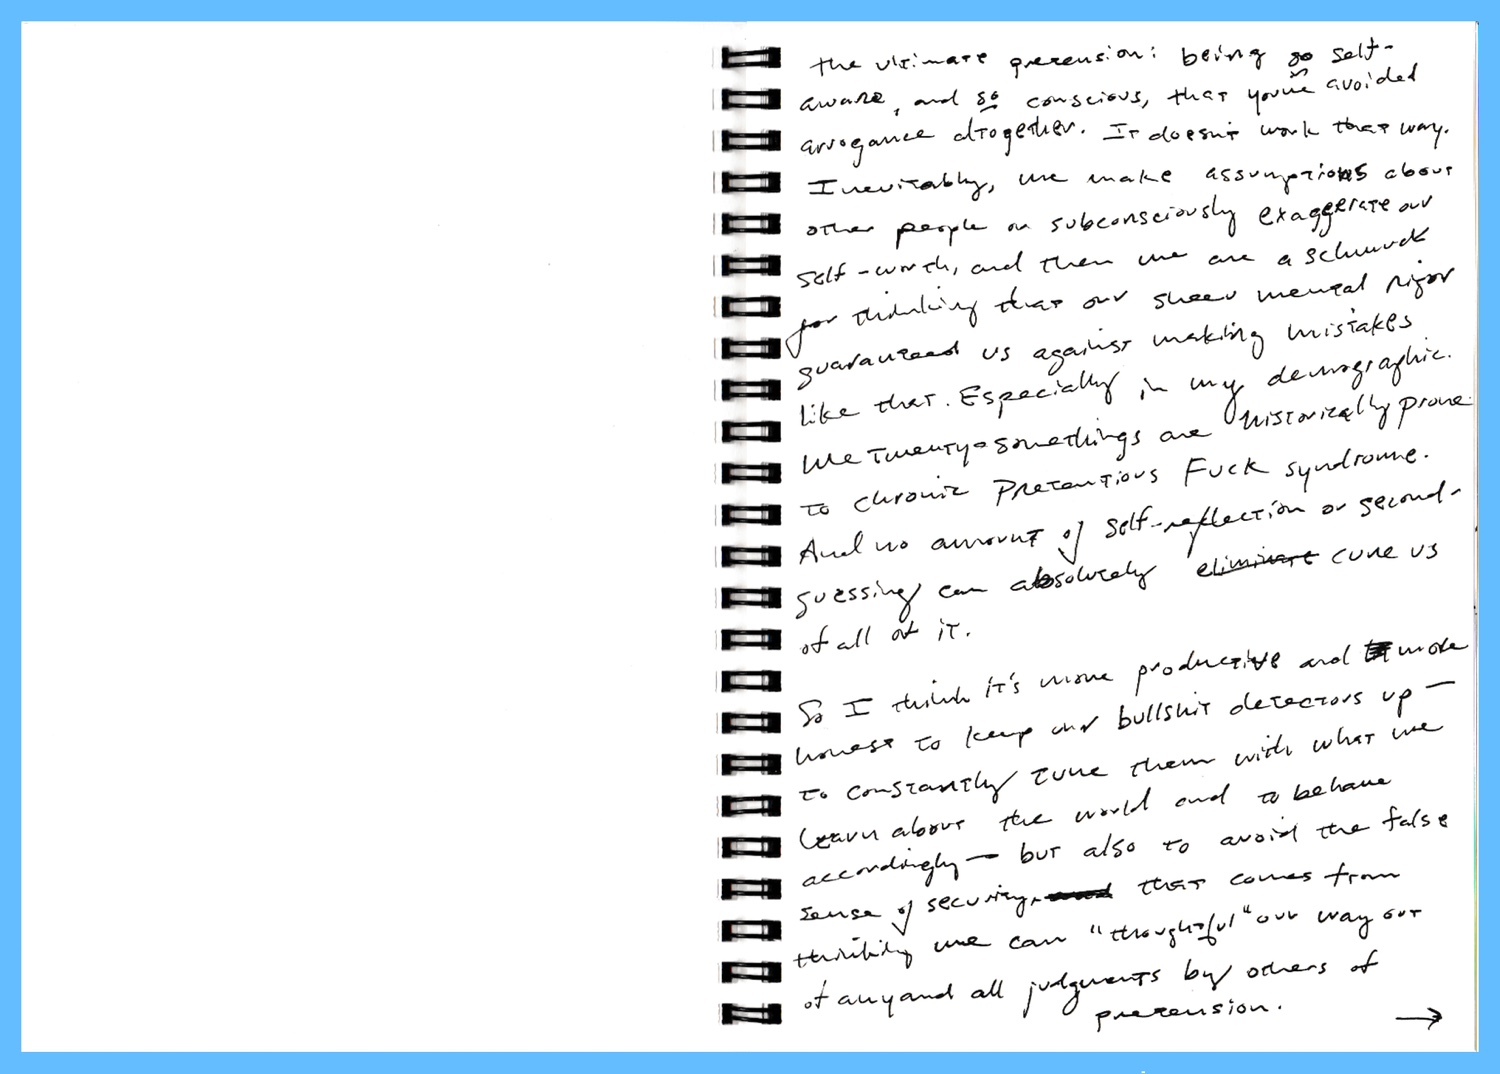 the ultimate pretension: being so self-
aware, and so conscious, that you've avoided
arrogance altogether. It doesn't work that way.
Inevitably, we make assumptions about
other people or subconsciously exaggerate our
self-worth, and then we are a schmuck
for thinking that our sheer mental rigor
guaranteed us against making mistakes
like that. Especially in my demographic.
We twenty-somethings are historically prone
to chronic Pretentious Fuck syndrome.
And no amount of self-reflection or second-
guessing can absolutely eliminate cure us
of all of it.
So I think it's more productive and more
honest to keep our bullshit detectors up —
to constantly tune them with what we
learn about the world and to behave
accordingly — but also to avoid the false
sense of security that comes from
thinking we can "thoughtful" our way out
of any and all judgments by others of
pretension.
→